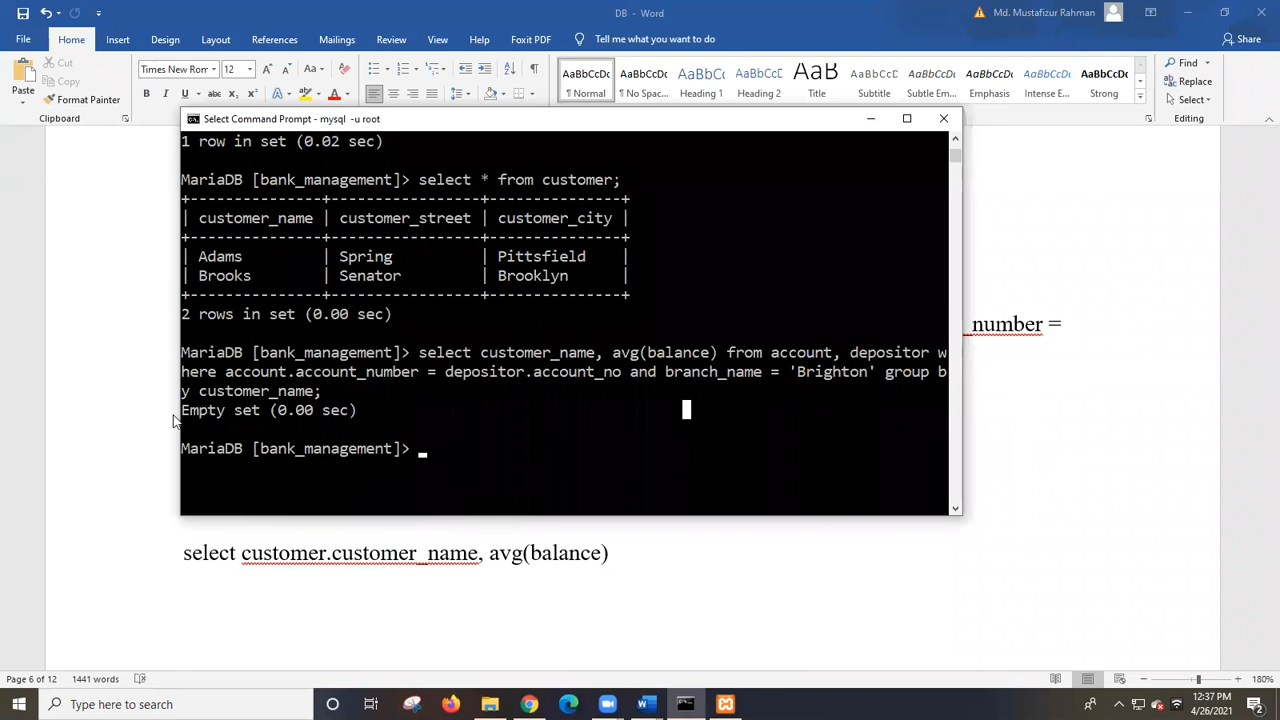 DB - Word
Md. Mustafizur Rahman
File Home Insert Design Layout References Mailings Review View Help Foxit PDF Tell me what you want to do Share
Paste
Cut
Copy
Format Painter
Clipboard
Times New Rom 12
AaBbCcDc AaBbCcDc AaBbCcD AaBbCcD AaB AaBbCcD AaBbCcDc AaBbCcDc AaBbCcDc AaBbCcDc
¶ Normal ¶ No Spac... Heading 1 Heading 2 Title Subtitle Subtle Em... Emphasis Intense E... Strong
Find
Replace
Select
Editing
Select Command Prompt - mysql -u root
1 row in set (0.02 sec)
MariaDB [bank_management]> select * from customer;
+----------------+-----------------+---------------+
| customer_name | customer_street | customer_city |
+----------------+-----------------+---------------+
| Adams | Spring | Pittsfield |
| Brooks | Senator | Brooklyn |
+----------------+-----------------+---------------+
2 rows in set (0.00 sec)
_number =
MariaDB [bank_management]> select customer_name, avg(balance) from account, depositor w
here account.account_number = depositor.account_no and branch_name = 'Brighton' group b
y customer_name;
Empty set (0.00 sec)
MariaDB [bank_management]> _
select customer.customer_name, avg(balance)
Page 6 of 12 1441 words 180%
Type here to search
12:37 PM
4/26/2021
2